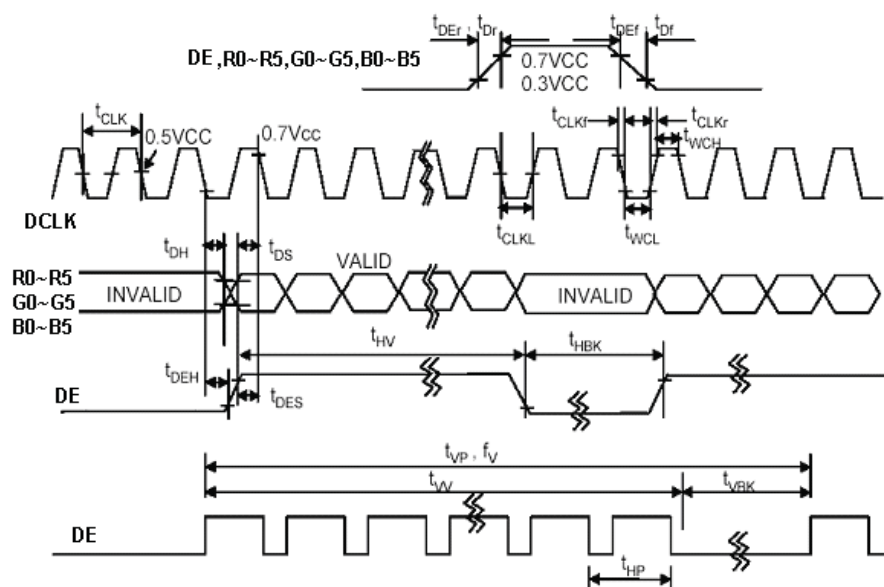 tDEr , tDr
tDEf , tDf
DE ,R0~R5,G0~G5,B0~B5
0.7VCC
0.3VCC
tCLK
0.5VCC
0.7Vcc
tCLKf
tCLKr
tWCH
DCLK
tCLKL
tWCL
tDH
tDS
VALID
R0~R5
G0~G5
B0~B5
INVALID
INVALID
tHV
tHBK
tDEH
tDES
DE
tVP , fV
tVV
tVBK
DE
tHP